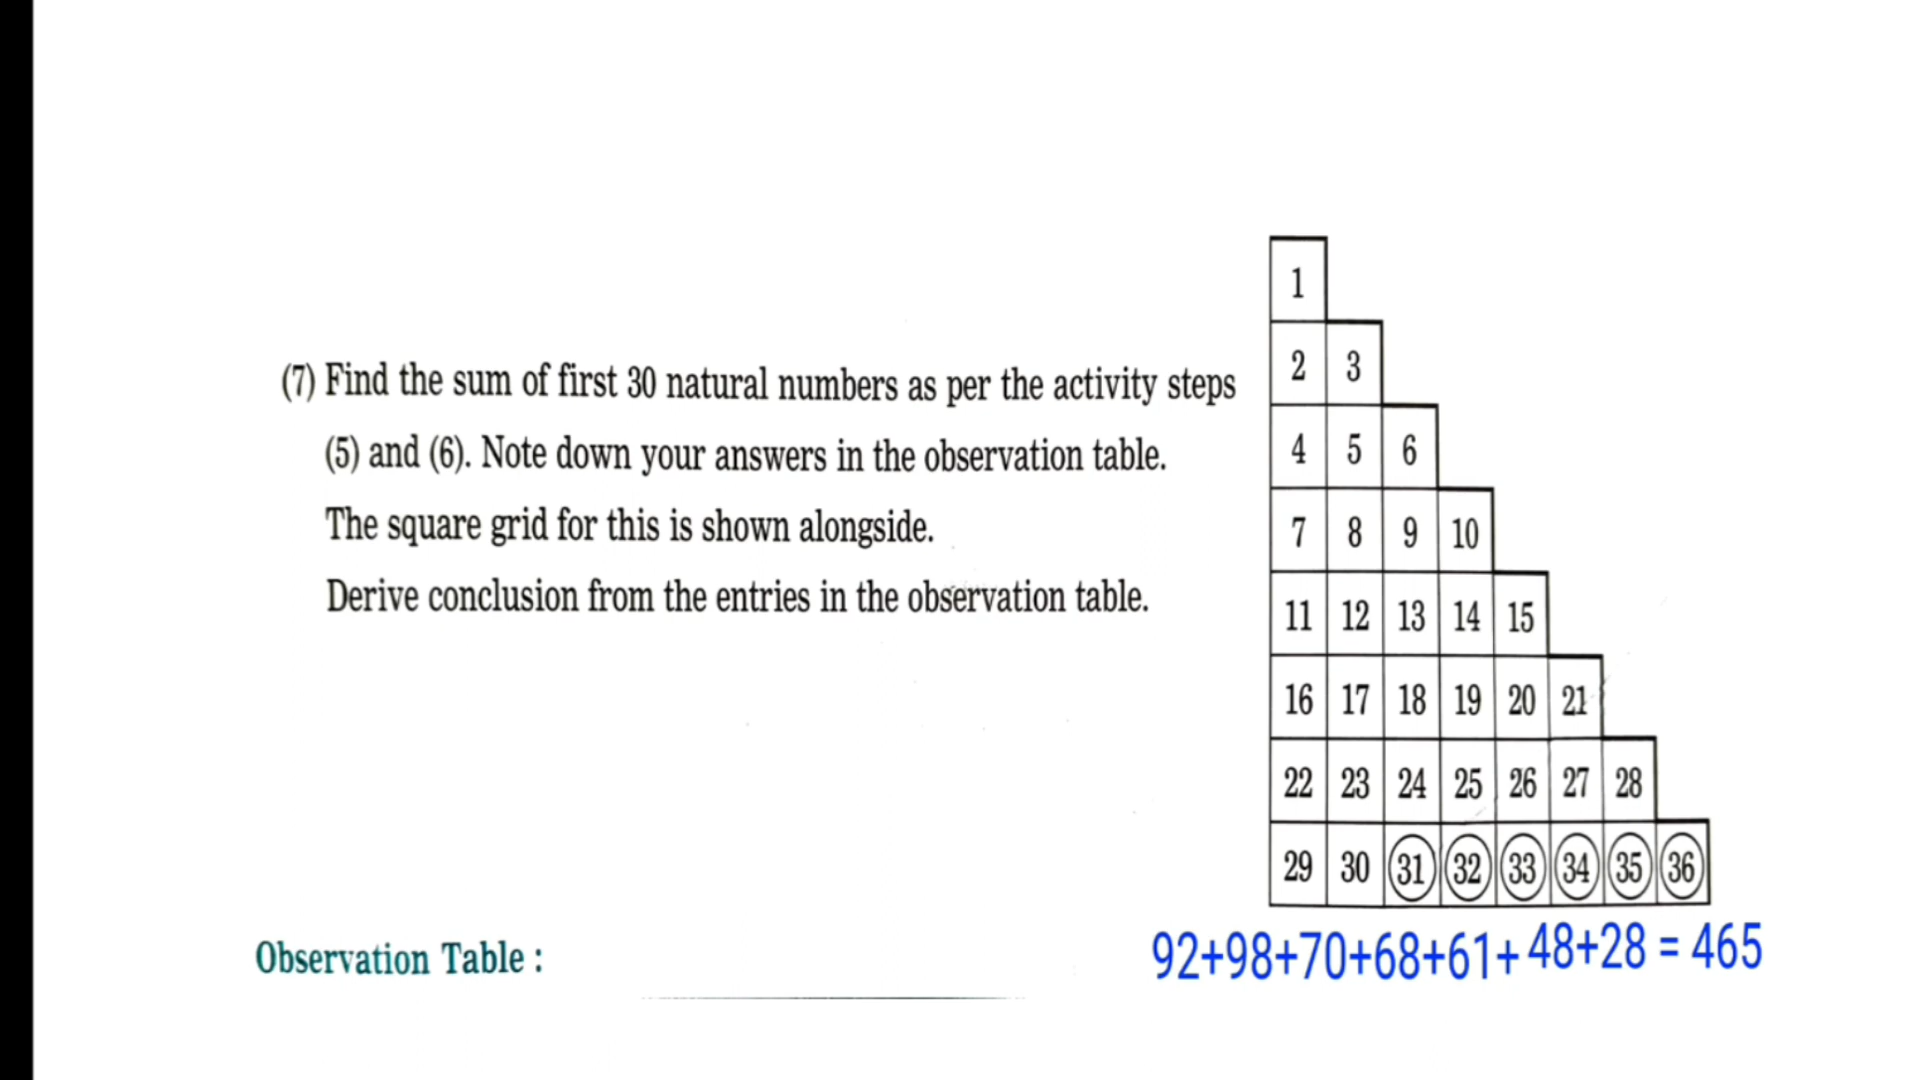 (7) Find the sum of first 30 natural numbers as per the activity steps
(5) and (6). Note down your answers in the observation table.
The square grid for this is shown alongside.
Derive conclusion from the entries in the observation table.
1
2 3
4 5 6
7 8 9 10
11 12 13 14 15
16 17 18 19 20 21
22 23 24 25 26 27 28
29 30 31 32 33 34 35 36
92+98+70+68+61+48+28 = 465
Observation Table :